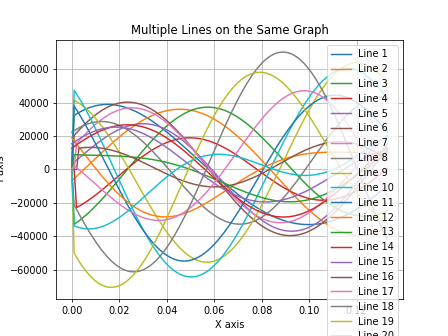 Multiple Lines on the Same Graph
60000
40000
20000
0
−20000
−40000
−60000
0.00
0.02
0.04
0.06
0.08
0.10
X axis
axis
Line 1
Line 2
Line 3
Line 4
Line 5
Line 6
Line 7
Line 8
Line 9
Line 10
Line 11
Line 12
Line 13
Line 14
Line 15
Line 16
Line 17
Line 18
Line 19
Line 20